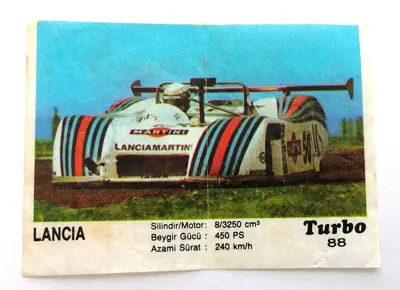 MARTINI
LANCIA MARTINI
LANCIA
Silindir/Motor: 8/3250 cm³
Beygir Gücü : 450 PS
Azami Sürat : 240 km/h
Turbo
88